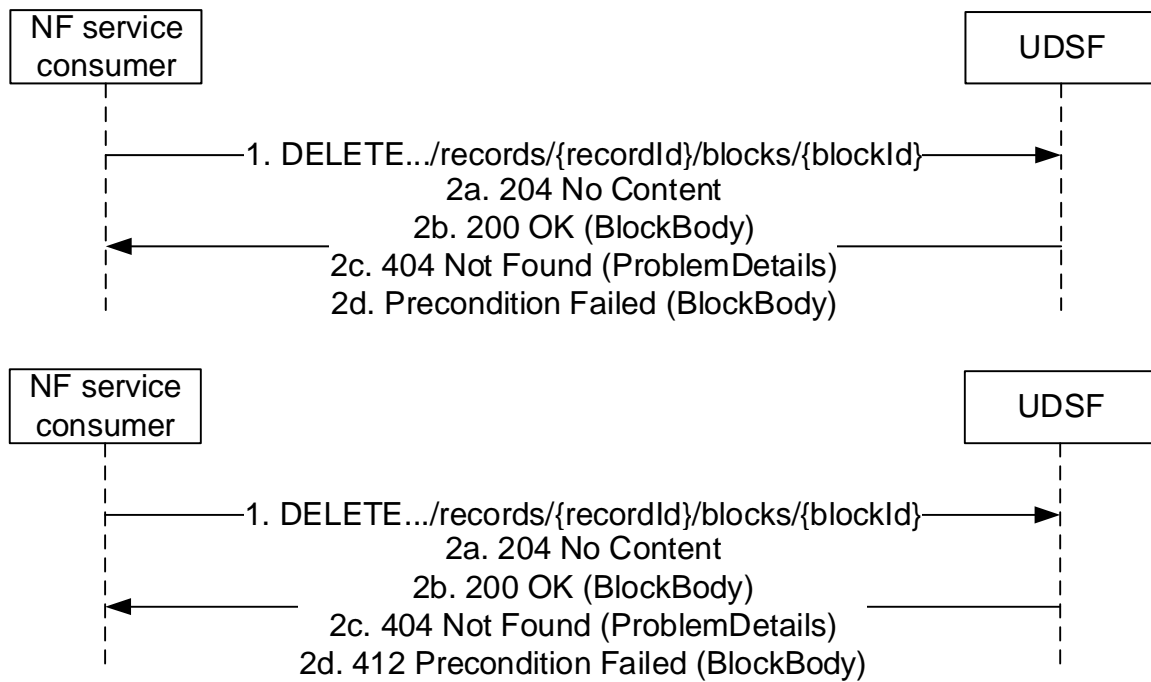 NF service
consumer
UDSF
1. DELETE.../records/{recordId}/blocks/{blockId}
2a. 204 No Content
2b. 200 OK (BlockBody)
2c. 404 Not Found (ProblemDetails)
2d. Precondition Failed (BlockBody)
NF service
consumer
UDSF
1. DELETE.../records/{recordId}/blocks/{blockId}
2a. 204 No Content
2b. 200 OK (BlockBody)
2c. 404 Not Found (ProblemDetails)
2d. 412 Precondition Failed (BlockBody)